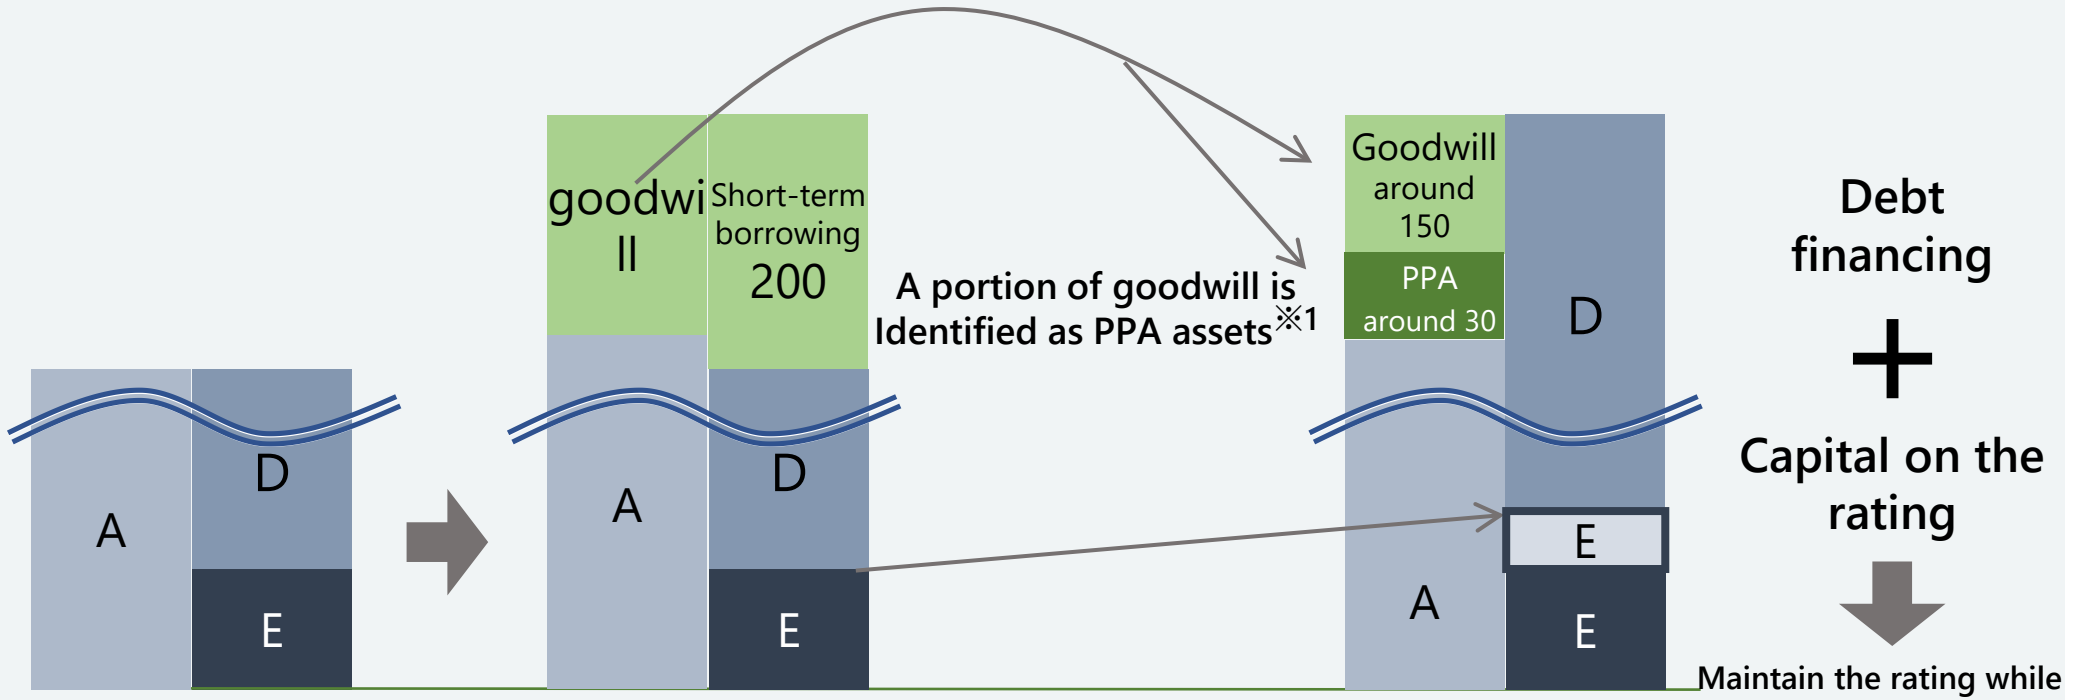 A
D
E
goodwi
ll
Short-term
borrowing
200
A
D
E
A portion of goodwill is
Identified as PPA assets※1
Goodwill
around
150
PPA
around 30
A
D
E
E
Debt
financing
+
Capital on the
rating
Maintain the rating while